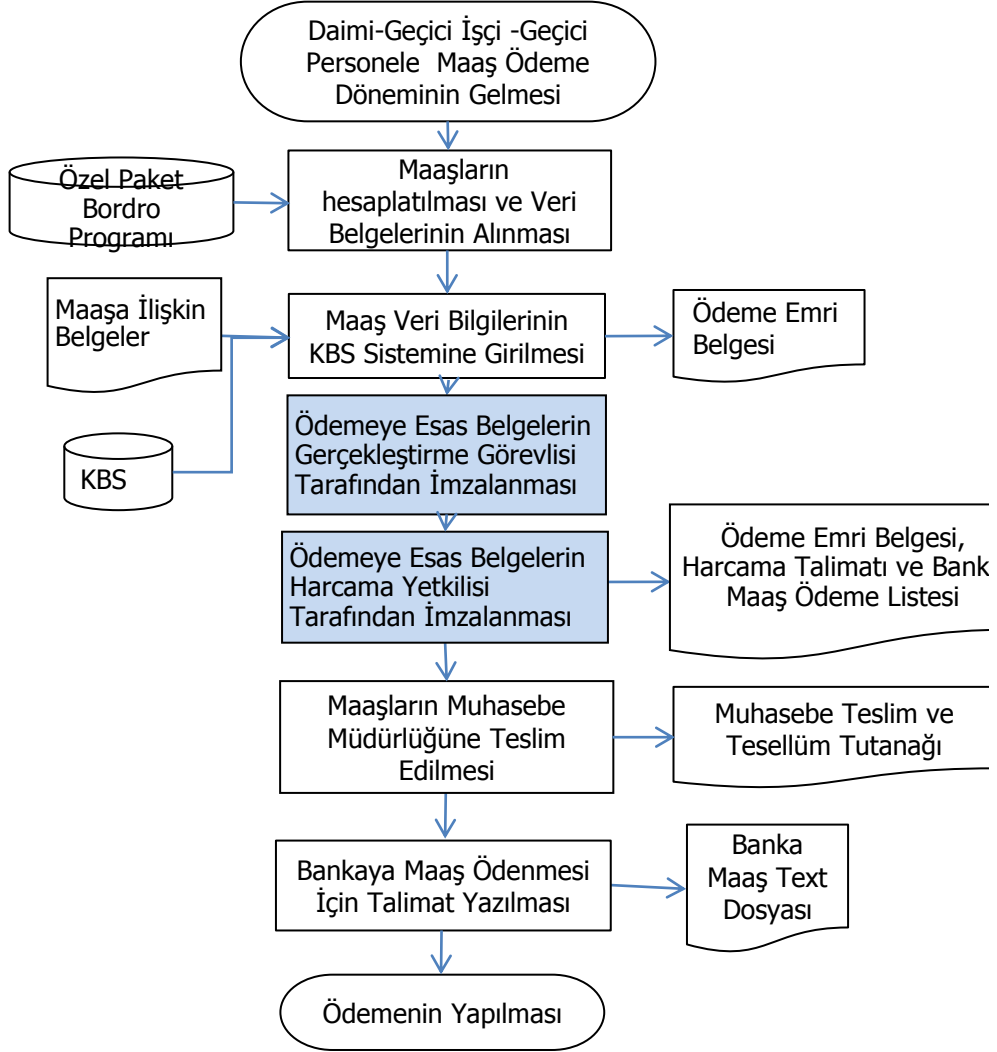 Daimi-Geçici İşçi -Geçici
Personele  Maaş Ödeme
Döneminin Gelmesi
Özel Paket
Bordro
Programı
Maaşların
hesaplatılması ve Veri
Belgelerinin Alınması
Maaşa İlişkin
Belgeler
Maaş Veri Bilgilerinin
KBS Sistemine Girilmesi
Ödeme Emri
Belgesi
KBS
Ödemeye Esas Belgelerin
Gerçekleştirme Görevlisi
Tarafından İmzalanması
Ödemeye Esas Belgelerin
Harcama Yetkilisi
Tarafından İmzalanması
Ödeme Emri Belgesi,
Harcama Talimatı ve Bank
Maaş Ödeme Listesi
Maaşların Muhasebe
Müdürlüğüne Teslim
Edilmesi
Muhasebe Teslim ve
Tesellüm Tutanağı
Bankaya Maaş Ödenmesi
İçin Talimat Yazılması
Banka
Maaş Text
Dosyası
Ödemenin Yapılması